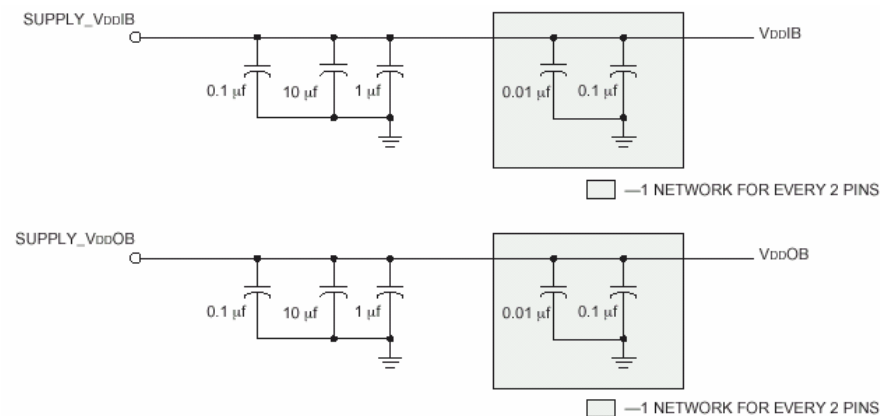 SUPPLY_VDDIB
VDDIB
0.1 µf
10 µf
1 µf
0.01 µf
0.1 µf
—1 NETWORK FOR EVERY 2 PINS
SUPPLY_VDDOB
VDDOB
0.1 µf
10 µf
1 µf
0.01 µf
0.1 µf
—1 NETWORK FOR EVERY 2 PINS